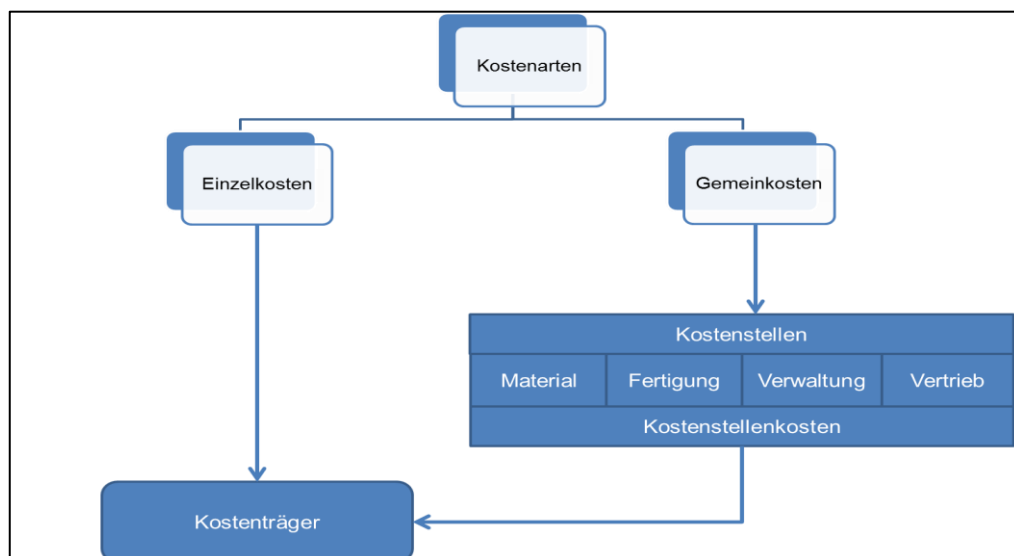 Kostenarten
Einzelkosten
Gemeinkosten
Kostenstellen
Material Fertigung Verwaltung Vertrieb
Kostenstellenkosten
Kostenträger